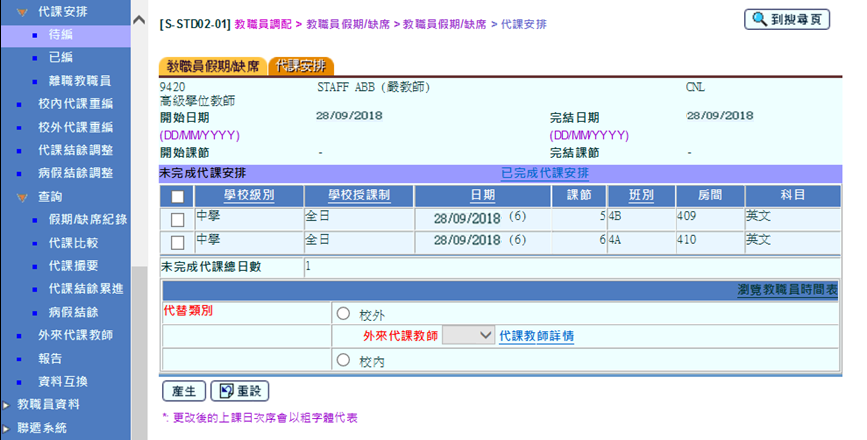 代課安排
待編
已編
離職教職員
校內代課重編
校外代課重編
代課結餘調整
病假結餘調整
查詢
假期/缺席紀錄
代課比較
代課撮要
代課結餘累進
病假結餘
外來代課教師
報告
資料互換
教職員資料
聯遞系統
[S-STD02-01] 教職員調配 > 教職員假期/缺席 > 教職員假期/缺席 > 代課安排
到搜尋頁
教職員假期/缺席 代課安排
9420 STAFF ABB (嚴教師) CNL
高級學位教師
開始日期 28/09/2018 完結日期 28/09/2018
(DD/MM/YYYY) (DD/MM/YYYY)
開始課節 - 完結課節 -
未完成代課安排 已完成代課安排
學校級別 學校授課制 日期 課節 班別 房間 科目
中學 全日 28/09/2018 (6) 5 4B 409 英文
中學 全日 28/09/2018 (6) 6 4A 410 英文
未完成代課總日數 1
瀏覽教職員時間表
代替類別 校外
外來代課教師 代課教師詳情
校內
產生 重設
*: 更改後的上課日次序會以粗字體代表